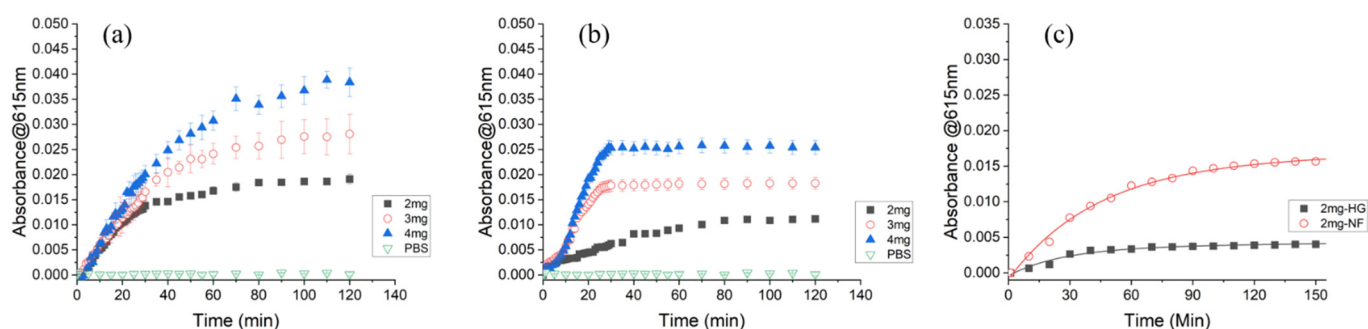 (a)
Absorbance@615nm
0.050
0.045
0.040
0.035
0.030
0.025
0.020
0.015
0.010
0.005
0.000
0 20 40 60 80 100 120 140
Time (min)
2mg
3mg
4mg
PBS
(b)
Absorbance@615nm
0.050
0.045
0.040
0.035
0.030
0.025
0.020
0.015
0.010
0.005
0.000
0 20 40 60 80 100 120 140
Time (min)
2mg
3mg
4mg
PBS
(c)
Absorbance @615nm
0.035
0.030
0.025
0.020
0.015
0.010
0.005
0.000
0 30 60 90 120 150
Time (Min)
2mg-HG
2mg-NF